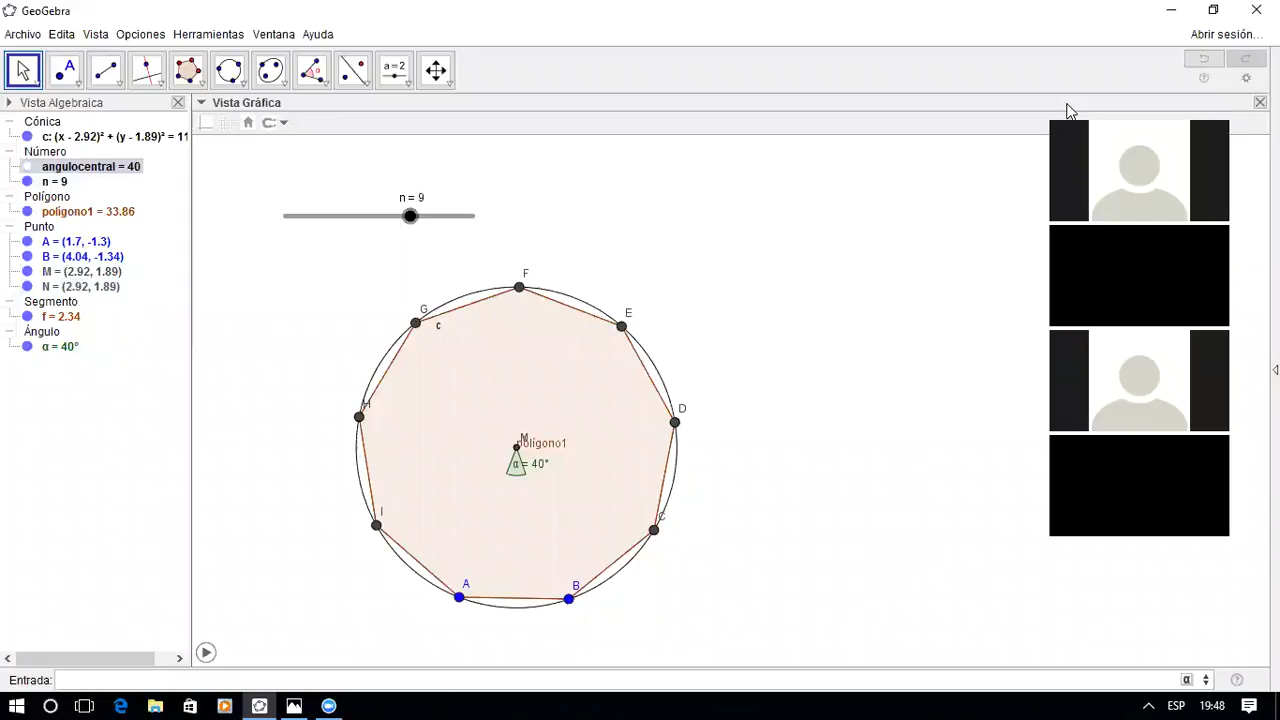 GeoGebra
Archivo Edita Vista Opciones Herramientas Ventana Ayuda
Abrir sesión...
A
α
a = 2
Vista Algebraica
Vista Gráfica
Cónica
c: (x - 2.92)² + (y - 1.89)² = 11
Número
angulocentral = 40
n = 9
Polígono
polígono1 = 33.86
Punto
A = (1.7, -1.3)
B = (4.04, -1.34)
M = (2.92, 1.89)
N = (2.92, 1.89)
Segmento
f = 2.34
Ángulo
α = 40°
n = 9
F
G
E
c
H
D
M
polígono1
α = 40°
I
C
A
B
Entrada:
α
ESP 19:48